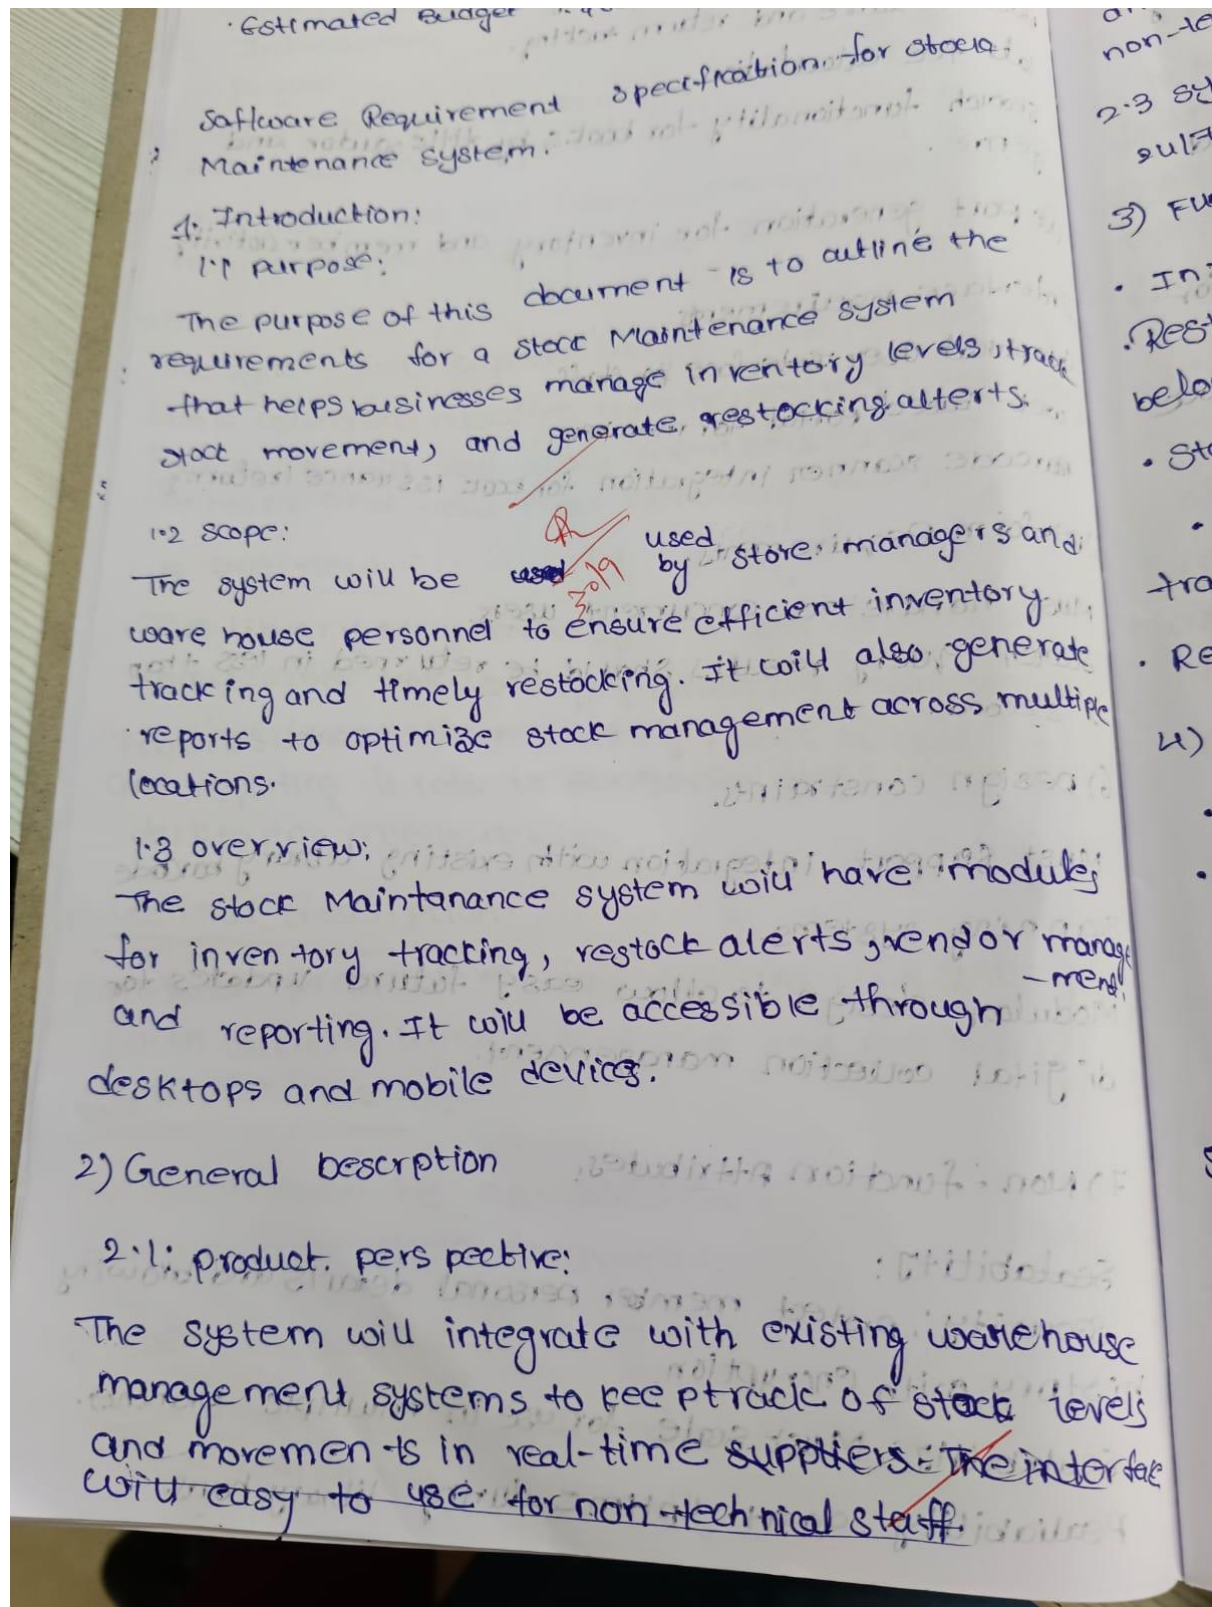 · Estimated Budget
Saftware Requirement specification for stock
Maintenance system.
1. Introduction:
1.1 purpose:
The purpose of this document is to outline the
requirements for a stock Maintenance system
that helps businesses manage inventory levels, track
stock movement, and generate restocking alterts.
1.2 scope:
The system will be used by store managers and
30/9
ware house personnel to ensure efficient inventory
tracking and timely restocking. It will also generate
reports to optimize stock management across multiple
locations.
1.3 overview:
The stock Maintanance system will have modules
for inventory tracking, restock alerts, vendor manage
-ment
and reporting. It will be accessible through
desktops and mobile devices.
2) General Descrption
2.1: product perspective:
The system will integrate with existing warehouse
management systems to keep track of stock levels
and movements in real-time suppliers. The interface
will easy to use for non-technical staff.
non-te
2.3 sy
3) Fu
· In
· Rest
belo
· Sto
tra
· Re
4)